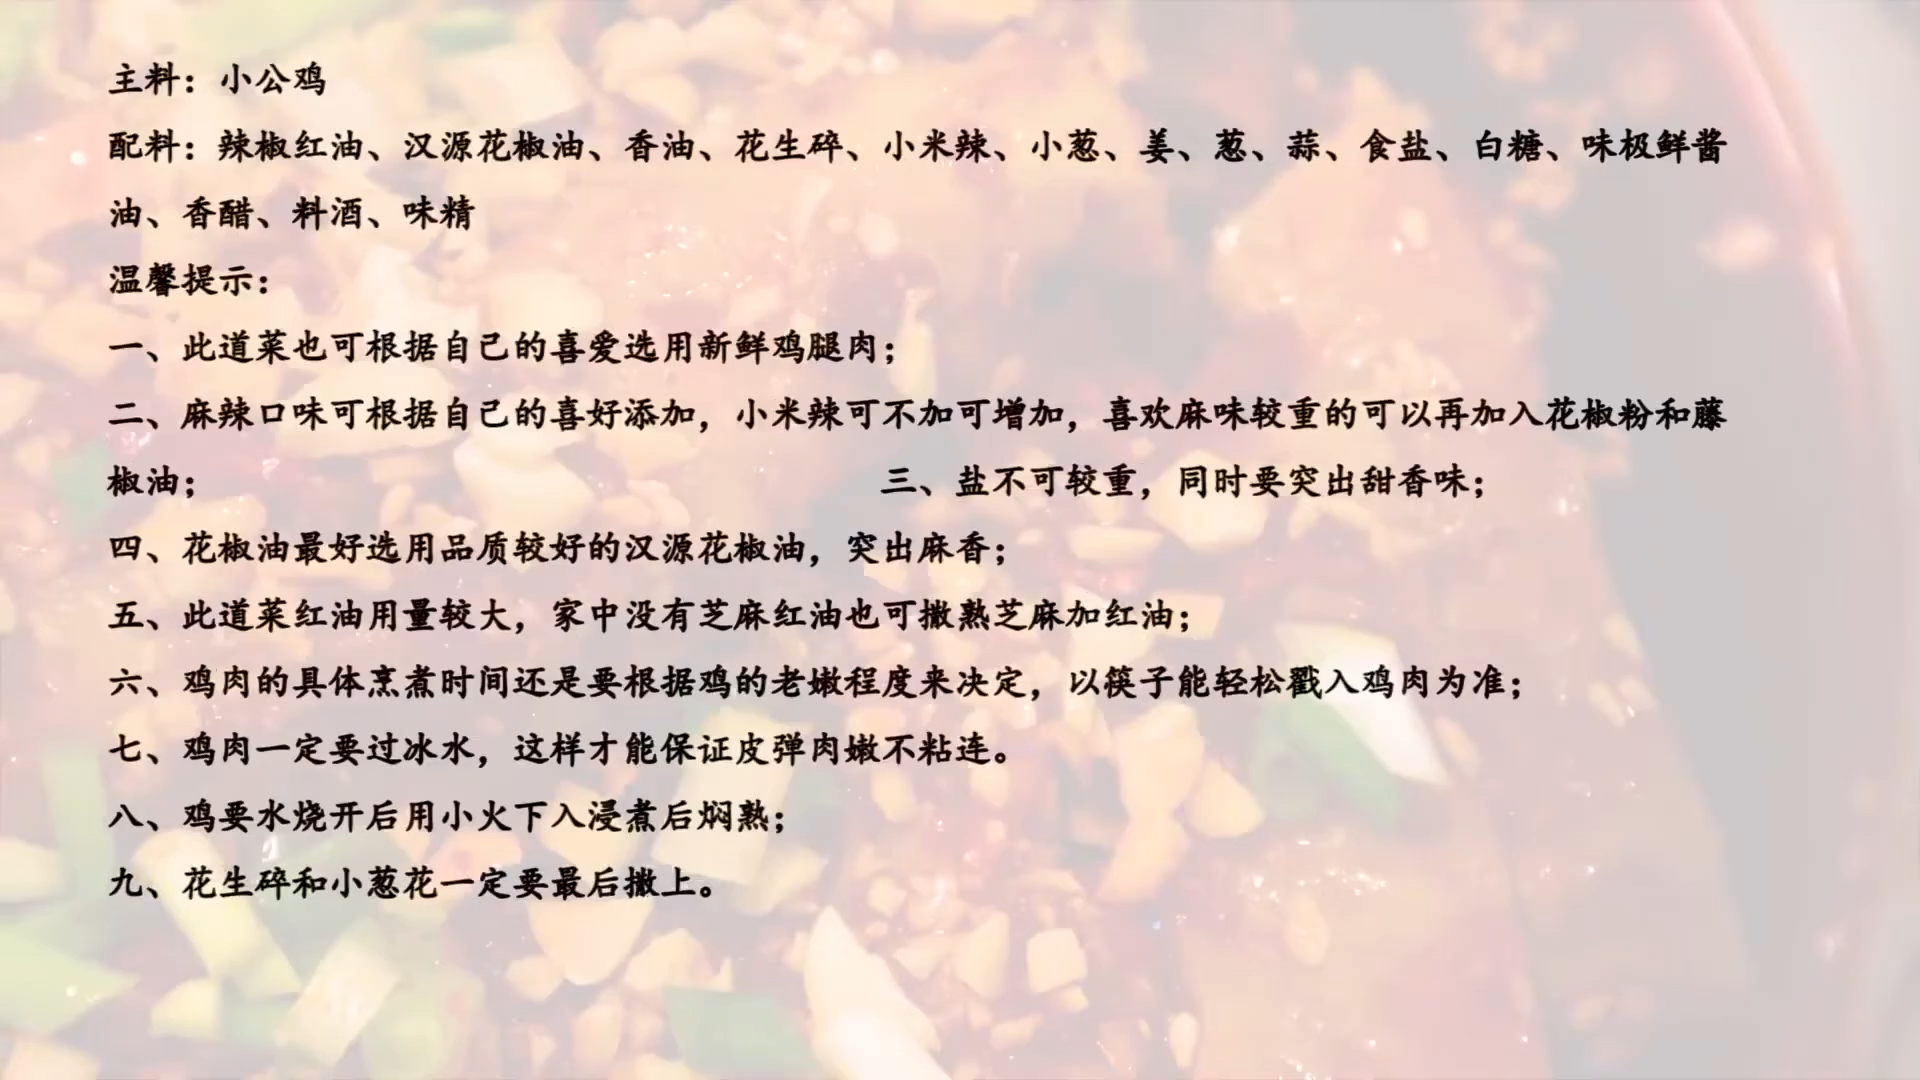 主料：小公鸡
配料：辣椒红油、汉源花椒油、香油、花生碎、小米辣、小葱、姜、葱、蒜、食盐、白糖、味极鲜酱
油、香醋、料酒、味精
温馨提示：
一、此道菜也可根据自己的喜爱选用新鲜鸡腿肉；
二、麻辣口味可根据自己的喜好添加，小米辣可不加可增加，喜欢麻味较重的可以再加入花椒粉和藤
椒油； 三、盐不可较重，同时要突出甜香味；
四、花椒油最好选用品质较好的汉源花椒油，突出麻香；
五、此道菜红油用量较大，家中没有芝麻红油也可撒熟芝麻加红油；
六、鸡肉的具体烹煮时间还是要根据鸡的老嫩程度来决定，以筷子能轻松戳入鸡肉为准；
七、鸡肉一定要过冰水，这样才能保证皮弹肉嫩不粘连。
八、鸡要水烧开后用小火下入浸煮后焖熟；
九、花生碎和小葱花一定要最后撒上。